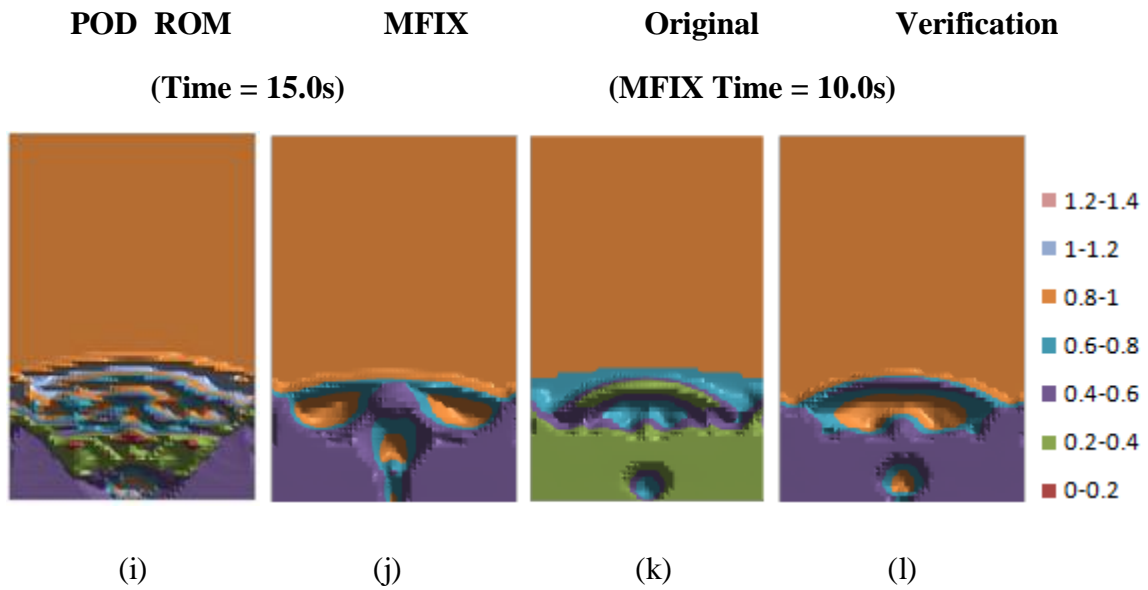 POD ROM MFIX Original Verification
(Time = 15.0s) (MFIX Time = 10.0s)
1.2-1.4
1-1.2
0.8-1
0.6-0.8
0.4-0.6
0.2-0.4
0-0.2
(i) (j) (k) (l)